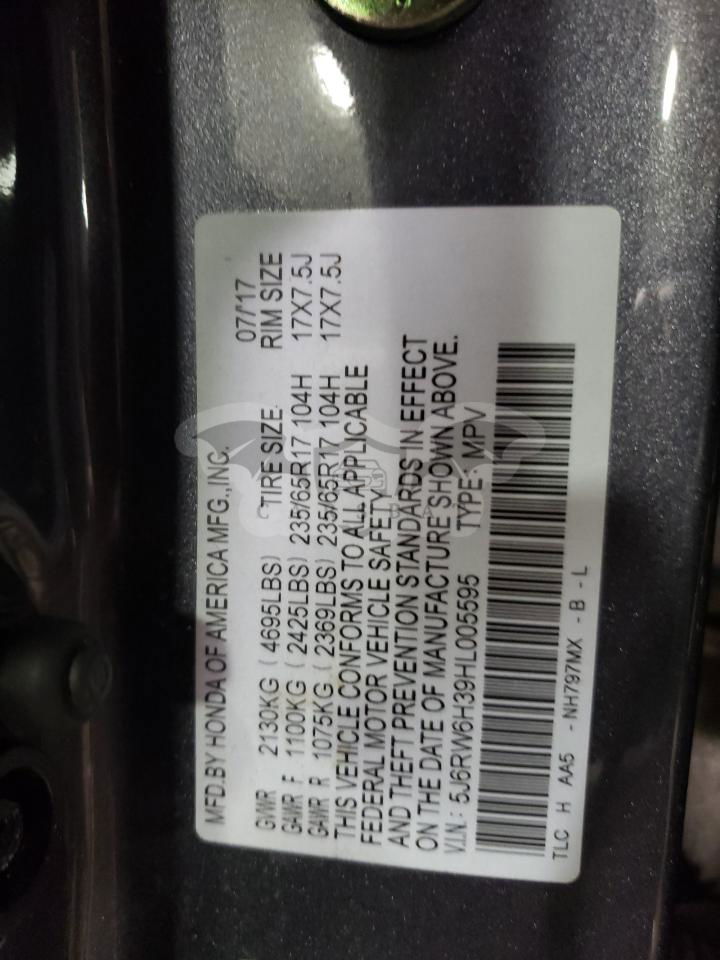 MFD.BY HONDA OF AMERICA MFG.,INC. 07/17
GVWR 2130KG ( 4695LBS) TIRE SIZE RIM SIZE
GAWR F 1100KG ( 2425LBS) 235/65R17 104H 17X7.5J
GAWR R 1075KG ( 2369LBS) 235/65R17 104H 17X7.5J
THIS VEHICLE CONFORMS TO ALL APPLICABLE
FEDERAL MOTOR VEHICLE SAFETY
AND THEFT PREVENTION STANDARDS IN EFFECT
ON THE DATE OF MANUFACTURE SHOWN ABOVE.
V.I.N.: 5J6RW6H39HL005595 TYPE: MPV
TLC H AA5 - NH797MX - B - L